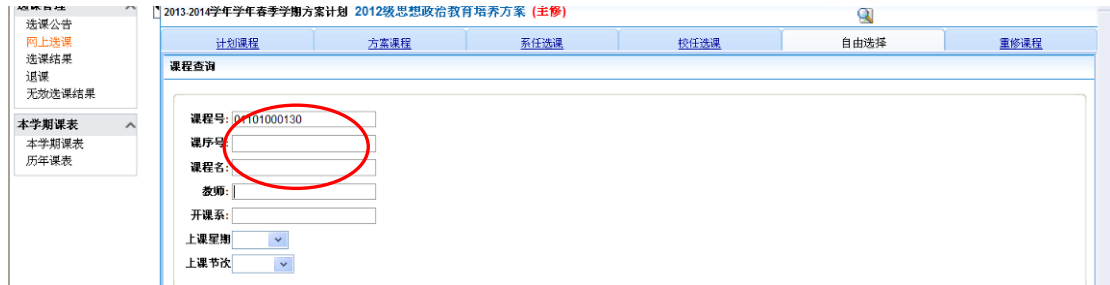 选课管理
选课公告
网上选课
选课结果
退课
无效选课结果
本学期课表
本学期课表
历年课表
2013-2014学年学年春季学期方案计划 2012级思想政治教育培养方案 (主修)
计划课程 方案课程 系任选课 校任选课 自由选择 重修课程
课程查询
课程号: 01101000130
课序号:
课程名:
教师:
开课系:
上课星期
上课节次